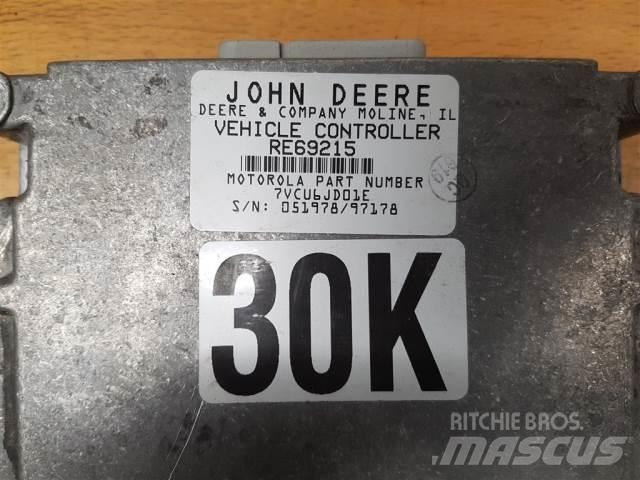 JOHN DEERE
DEERE & COMPANY MOLINE, IL
VEHICLE CONTROLLER
RE69215
MOTOROLA PART NUMBER
7VCU6JD01E
S/N: 051978/97178
30K
RITCHIE BROS.
MASCUS